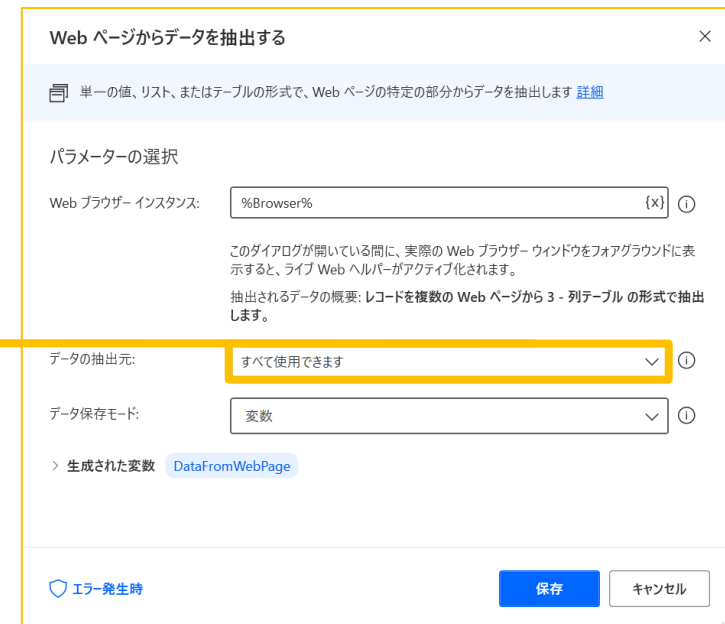 Web ページからデータを抽出する
単一の値、リスト、またはテーブルの形式で、Web ページの特定の部分からデータを抽出します 詳細
パラメーターの選択
Web ブラウザー インスタンス:
%Browser%
{x}
このダイアログが開いている間に、実際の Web ブラウザー ウィンドウをフォアグラウンドに表
示すると、ライブ Web ヘルパーがアクティブ化されます。
抽出されるデータの概要: レコードを複数の Web ページから 3 - 列テーブル の形式で抽出
します。
データの抽出元:
すべて使用できます
データ保存モード:
変数
生成された変数 DataFromWebPage
エラー発生時
保存
キャンセル